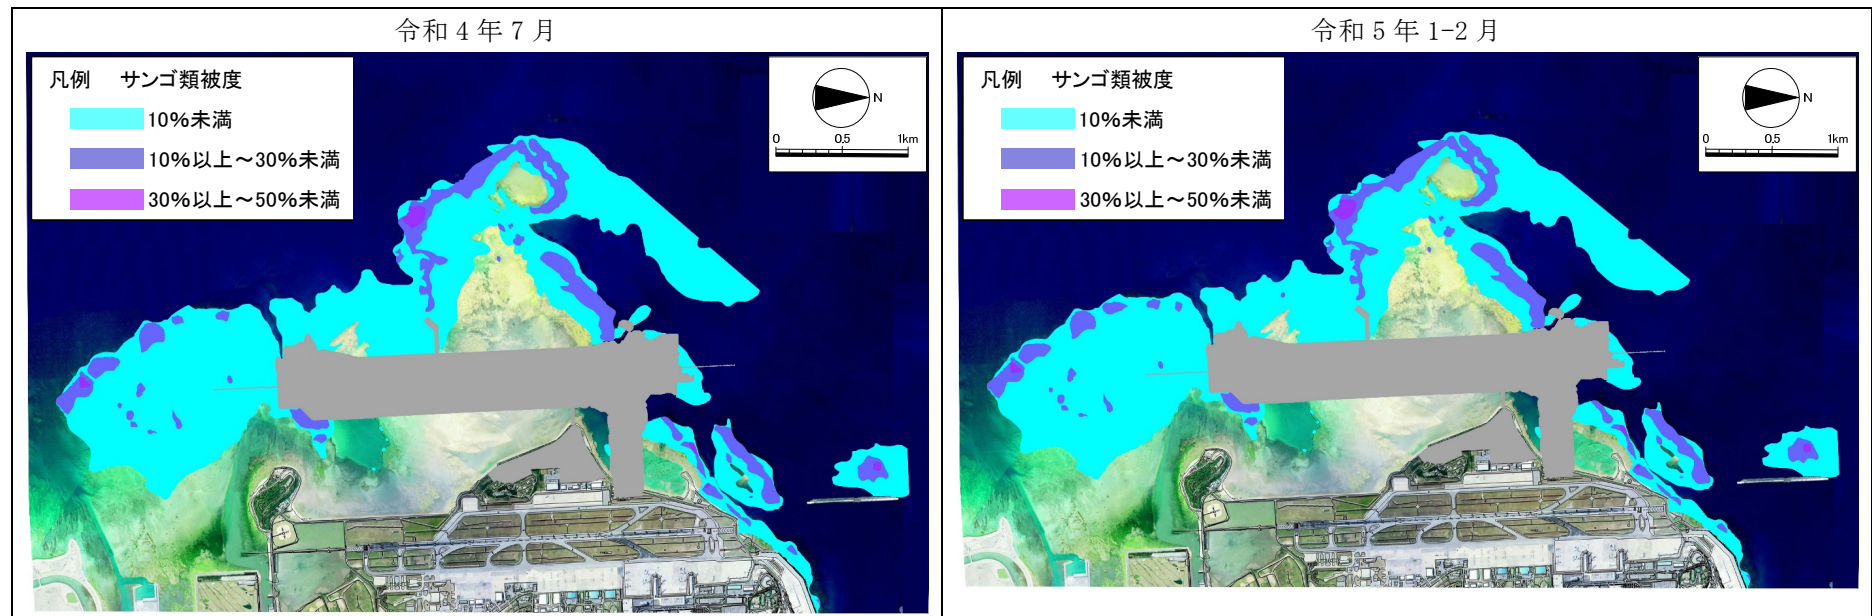 令和4年7月
凡例 サンゴ類被度
10%未満
10%以上～30%未満
30%以上～50%未満
N
0 0.5 1km
令和5年1-2月
凡例 サンゴ類被度
10%未満
10%以上～30%未満
30%以上～50%未満
N
0 0.5 1km